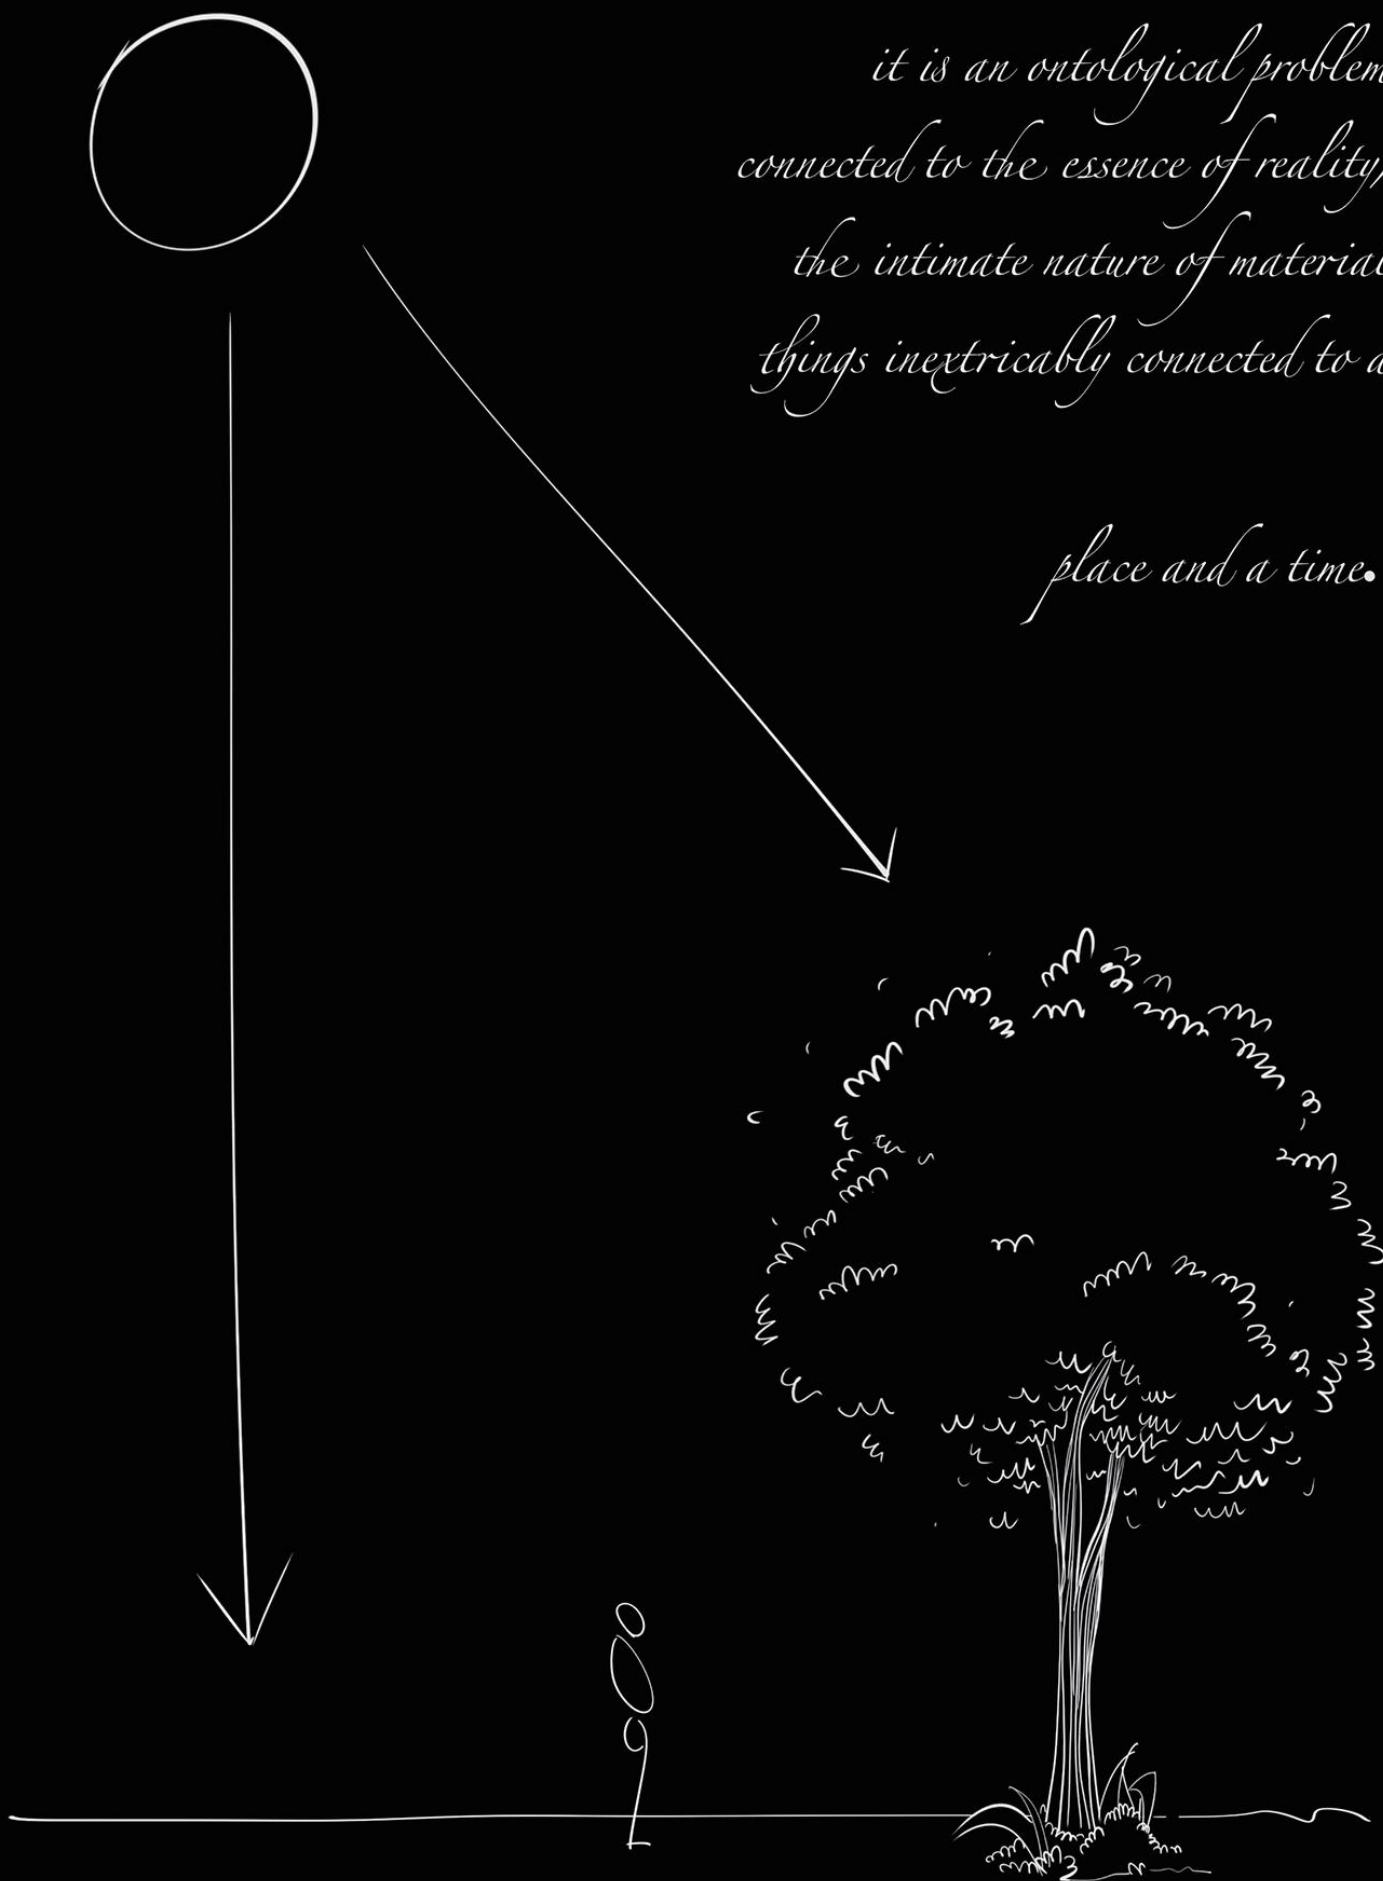 it is an ontological problem
connected to the essence of reality,
the intimate nature of material
things inextricably connected to a
place and a time.